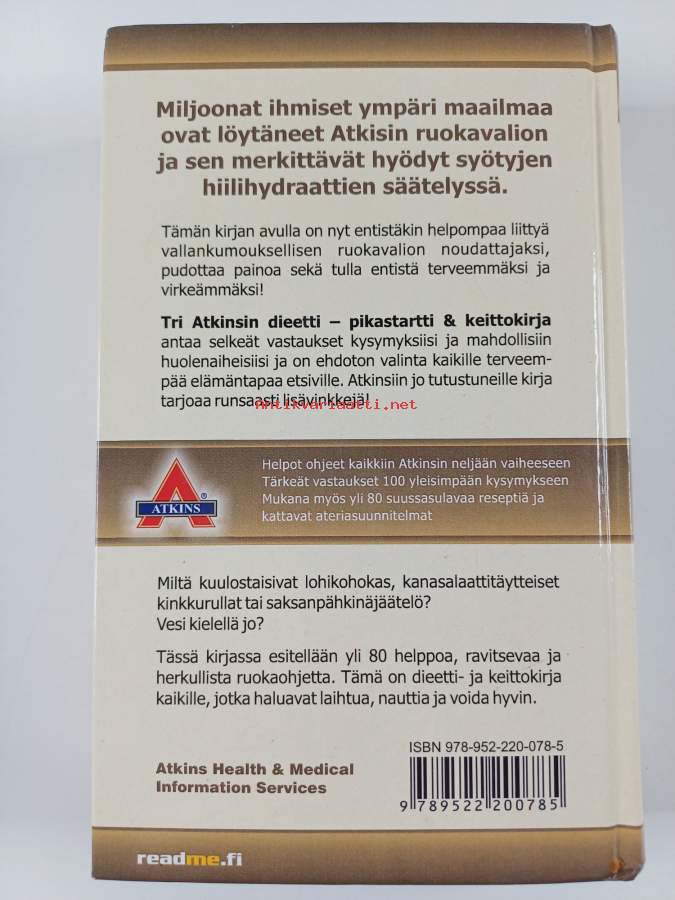 Miljoonat ihmiset ympäri maailmaa
ovat löytäneet Atkisin ruokavalion
ja sen merkittävät hyödyt syötyjen
hiilihydraattien säätelyssä.
Tämän kirjan avulla on nyt entistäkin helpompaa liittyä
vallankumouksellisen ruokavalion noudattajaksi,
pudottaa painoa sekä tulla entistä terveemmäksi ja
virkeämmäksi!
Tri Atkinsin dieetti – pikastartti & keittokirja
antaa selkeät vastaukset kysymyksiisi ja mahdollisiin
huolenaiheisiisi ja on ehdoton valinta kaikille terveem-
pää elämäntapaa etsiville. Atkinsiin jo tutustuneille kirja
tarjoaa runsaasti lisävinkkejä!
Antikvariaatti.net
Helpot ohjeet kaikkiin Atkinsin neljään vaiheeseen
Tärkeät vastaukset 100 yleisimpään kysymykseen
Mukana myös yli 80 suussasulavaa reseptiä ja
kattavat ateriasuunnitelmat
ATKINS®
Miltä kuulostaisivat lohikohokas, kanasalaattitäytteiset
kinkkurullat tai saksanpähkinäjäätelö?
Vesi kielellä jo?
Tässä kirjassa esitellään yli 80 helppoa, ravitsevaa ja
herkullista ruokaohjetta. Tämä on dieetti- ja keittokirja
kaikille, jotka haluavat laihtua, nauttia ja voida hyvin.
ISBN 978-952-220-078-5
Atkins Health & Medical
Information Services
9 789522 200785
readme.fi